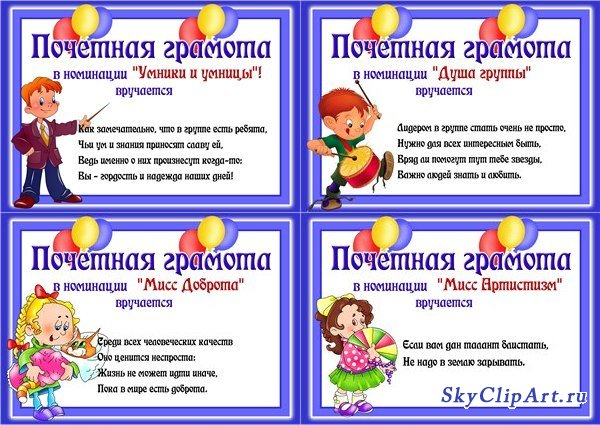 Почётная грамота
в номинации "Умники и умницы"!
вручается
Как замечательно, что в группе есть ребята,
Чьи ум и знания приносят славу ей,
Ведь именно о них произнесут когда-то:
Вы - гордость и надежда наших дней!
Почётная грамота
в номинации "Душа группы"
вручается
Лидером в группе стать очень не просто,
Нужно для всех интересным быть,
Вряд ли помогут тут тебе звезды,
Важно людей знать и любить.
Почётная грамота
в номинации "Мисс Доброта"
вручается
Среди всех человеческих качеств
Оно ценится неспроста:
Жизнь не может идти иначе,
Пока в мире есть доброта.
Почётная грамота
в номинации "Мисс Артистизм"
вручается
Если вам дан талант блистать,
Не надо в землю зарывать.
SkyClipArt.ru